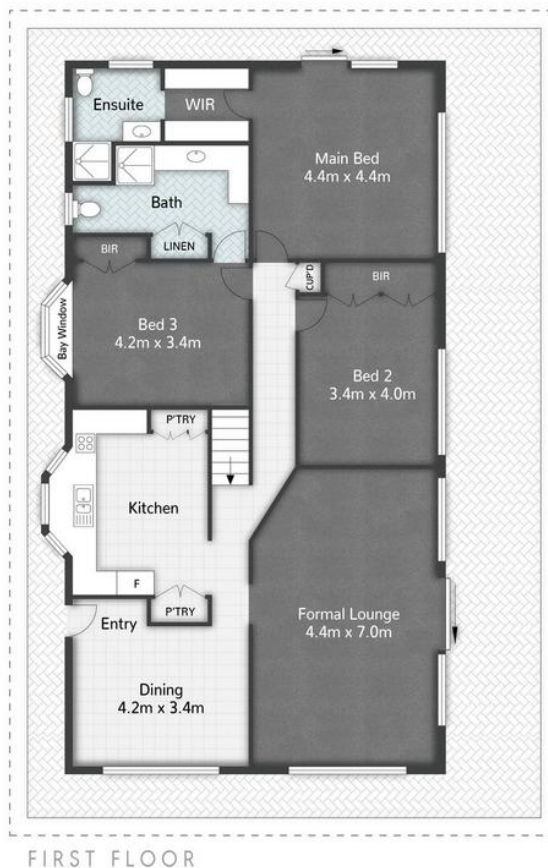 Ensuite
WIR
Main Bed
4.4m x 4.4m
Bath
LINEN
BIR
CUP'D
BIR
Bay Window
Bed 3
4.2m x 3.4m
Bed 2
3.4m x 4.0m
P'TRY
Kitchen
F
P'TRY
Entry
Formal Lounge
4.4m x 7.0m
Dining
4.2m x 3.4m
FIRST FLOOR